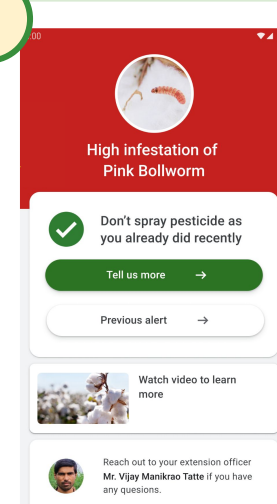 :00
High infestation of
Pink Bollworm
Don't spray pesticide as
you already did recently
Tell us more →
Previous alert →
Watch video to learn
more
Reach out to your extension officer
Mr. Vijay Manikrao Tatte if you have
any quesions.